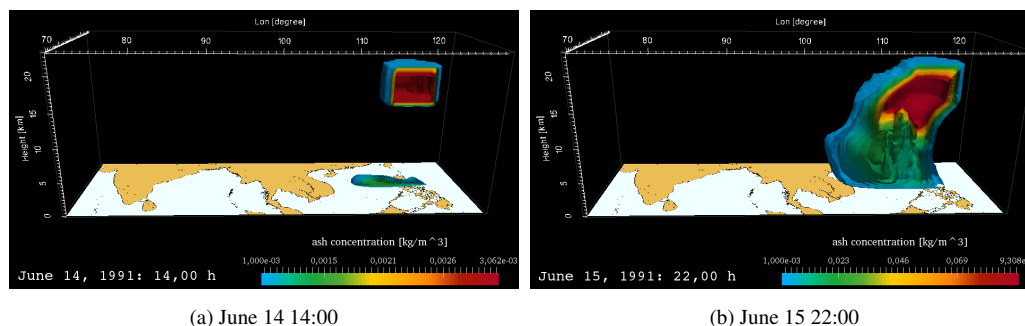 Lon [degree]
70 80 90 100 110 120
20
15
10
5
0
Height [km]
ash concentration [kg/m^3]
1,000e-03 0,0015 0,0021 0,0026 3,062e-03
June 14, 1991: 14,00 h
(a) June 14 14:00
Lon [degree]
70 80 90 100 110 120
20
15
10
5
0
Height [km]
ash concentration [kg/m^3]
1,000e-03 0,023 0,046 0,069 9,308e
June 15, 1991: 22,00 h
(b) June 15 22:00